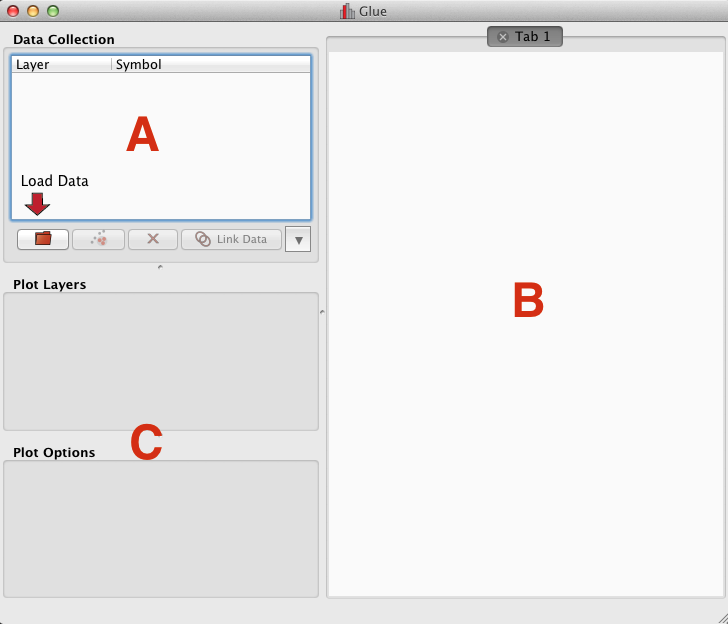 Glue
Data Collection
Tab 1
Layer Symbol
A
Load Data
Link Data
Plot Layers
B
C
Plot Options